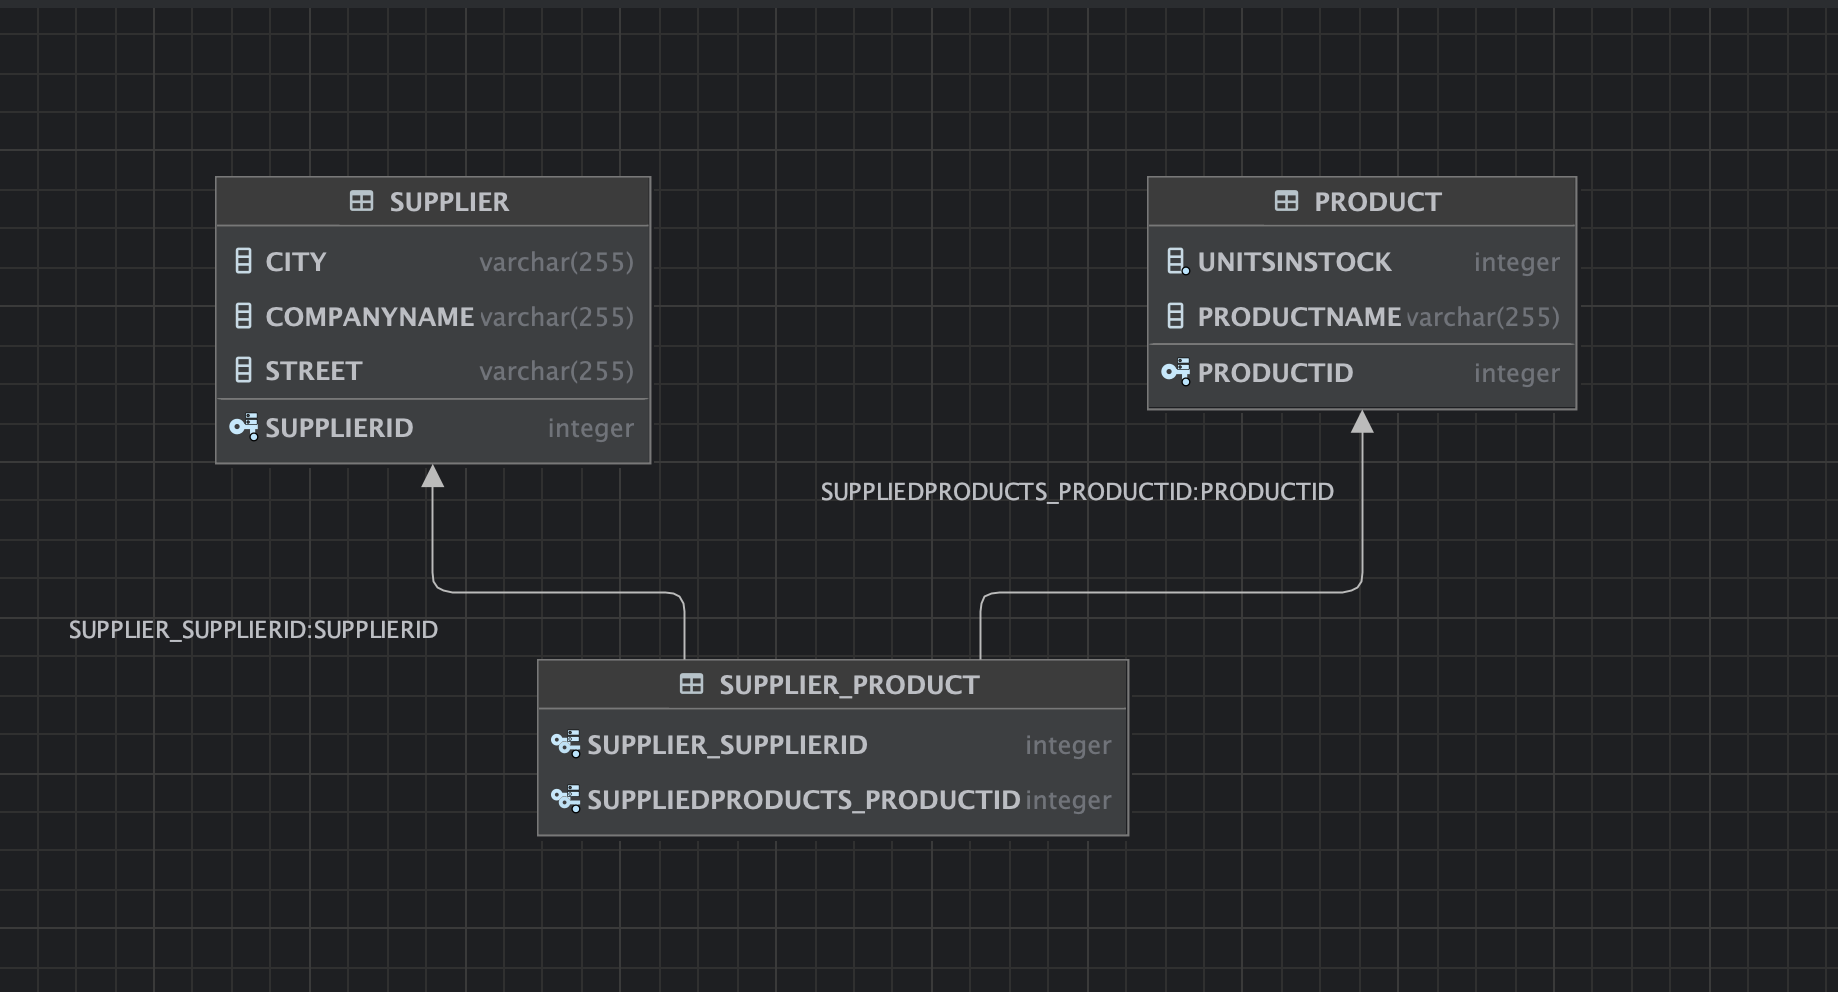 SUPPLIER
CITY varchar(255)
COMPANYNAME varchar(255)
STREET varchar(255)
SUPPLIERID integer
PRODUCT
UNITSINSTOCK integer
PRODUCTNAME varchar(255)
PRODUCTID integer
SUPPLIEDPRODUCTS_PRODUCTID:PRODUCTID
SUPPLIER_SUPPLIERID:SUPPLIERID
SUPPLIER_PRODUCT
SUPPLIER_SUPPLIERID integer
SUPPLIEDPRODUCTS_PRODUCTID integer